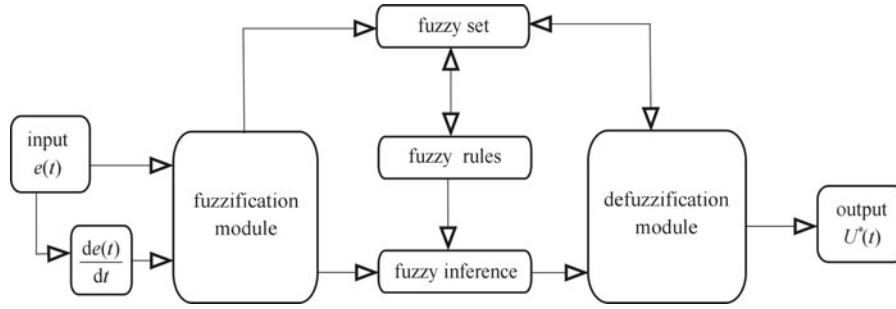 fuzzy set
input
e(t)
fuzzy rules
fuzzification
module
defuzzification
module
output
U*(t)
de(t)
dt
fuzzy inference